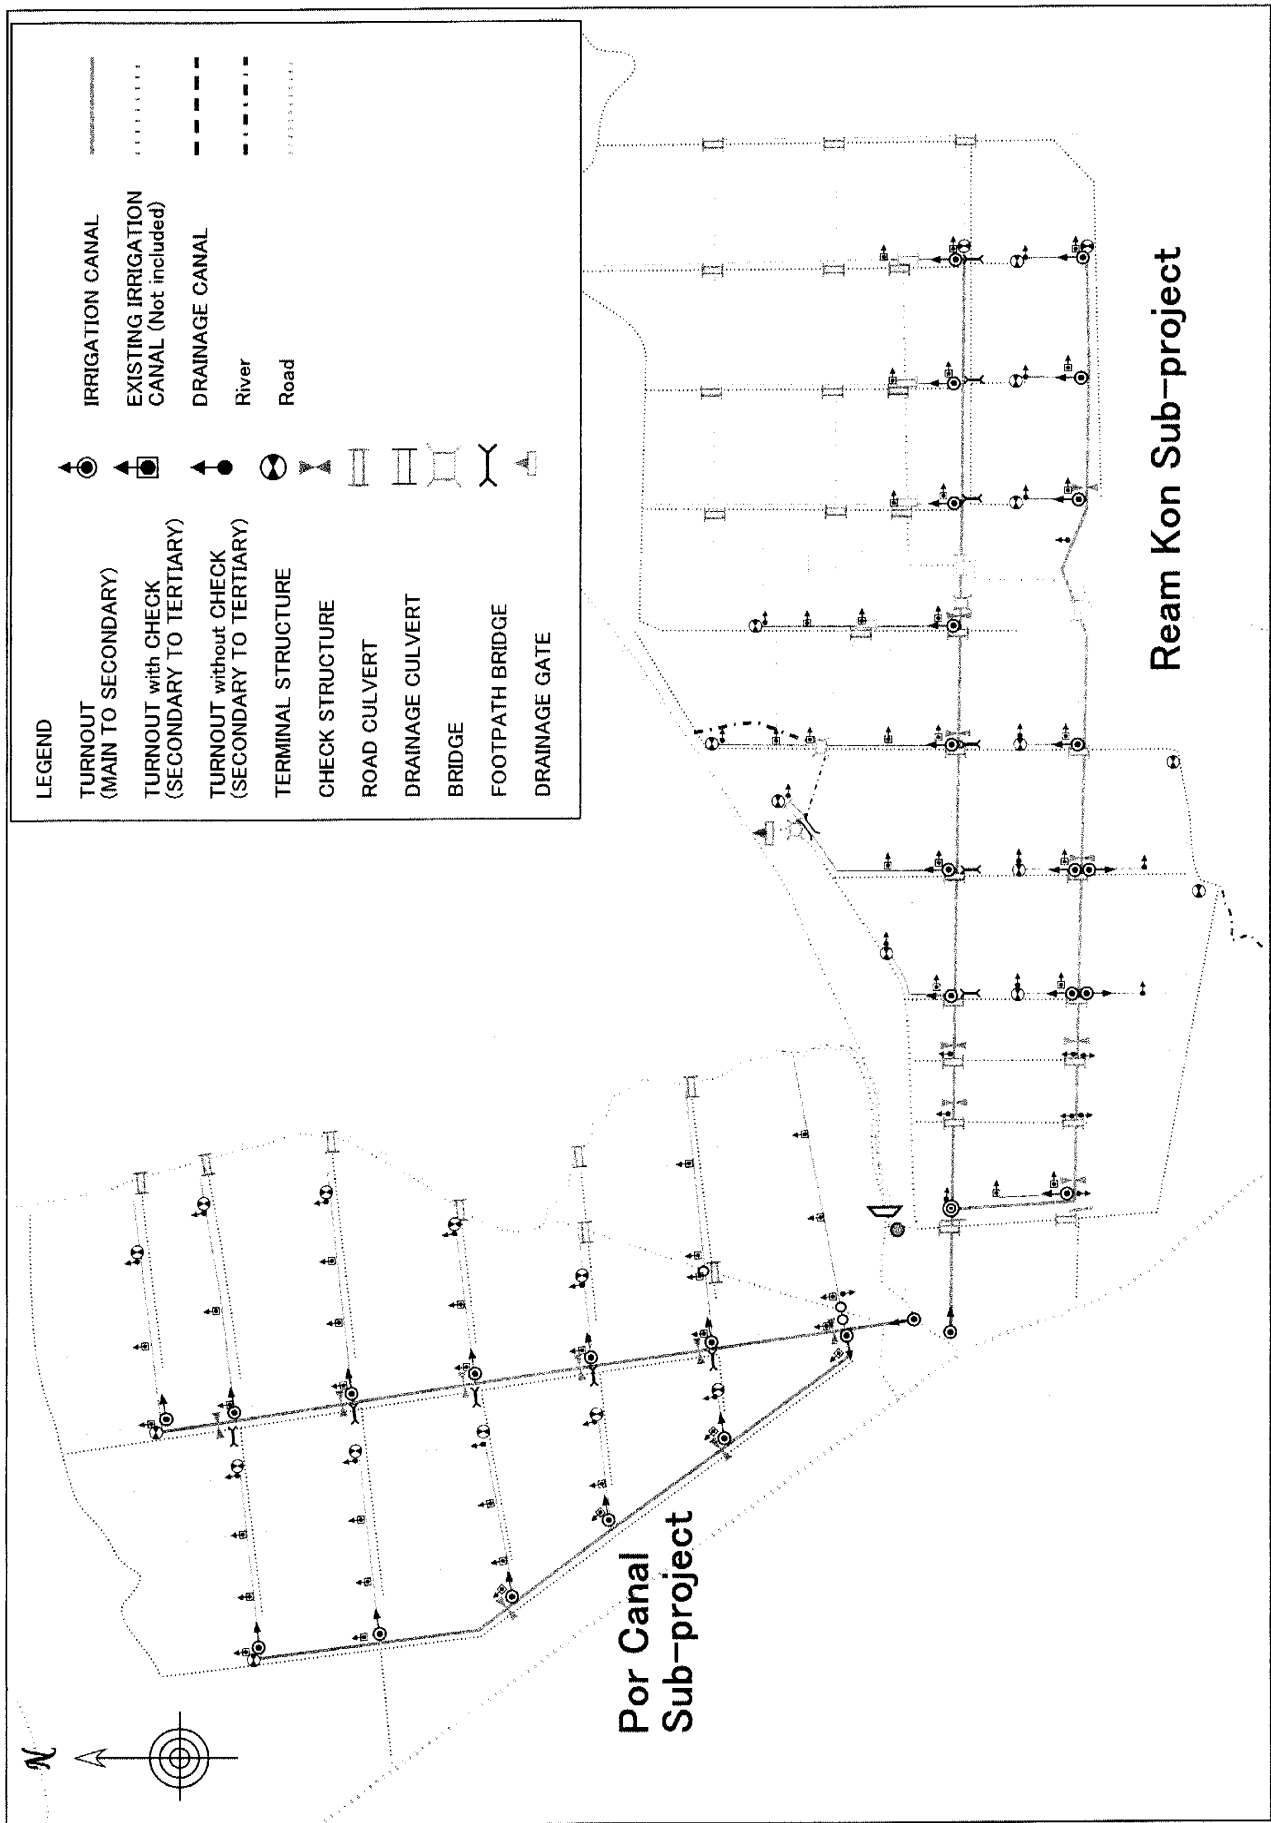 LEGEND
TURNOUT
(MAIN TO SECONDARY)
TURNOUT with CHECK
(SECONDARY TO TERTIARY)
TURNOUT without CHECK
(SECONDARY TO TERTIARY)
TERMINAL STRUCTURE
CHECK STRUCTURE
ROAD CULVERT
DRAINAGE CULVERT
BRIDGE
FOOTPATH BRIDGE
DRAINAGE GATE
IRRIGATION CANAL
EXISTING IRRIGATION
CANAL (Not included)
DRAINAGE CANAL
River
Road
N
Por Canal
Sub-project
Ream Kon Sub-project